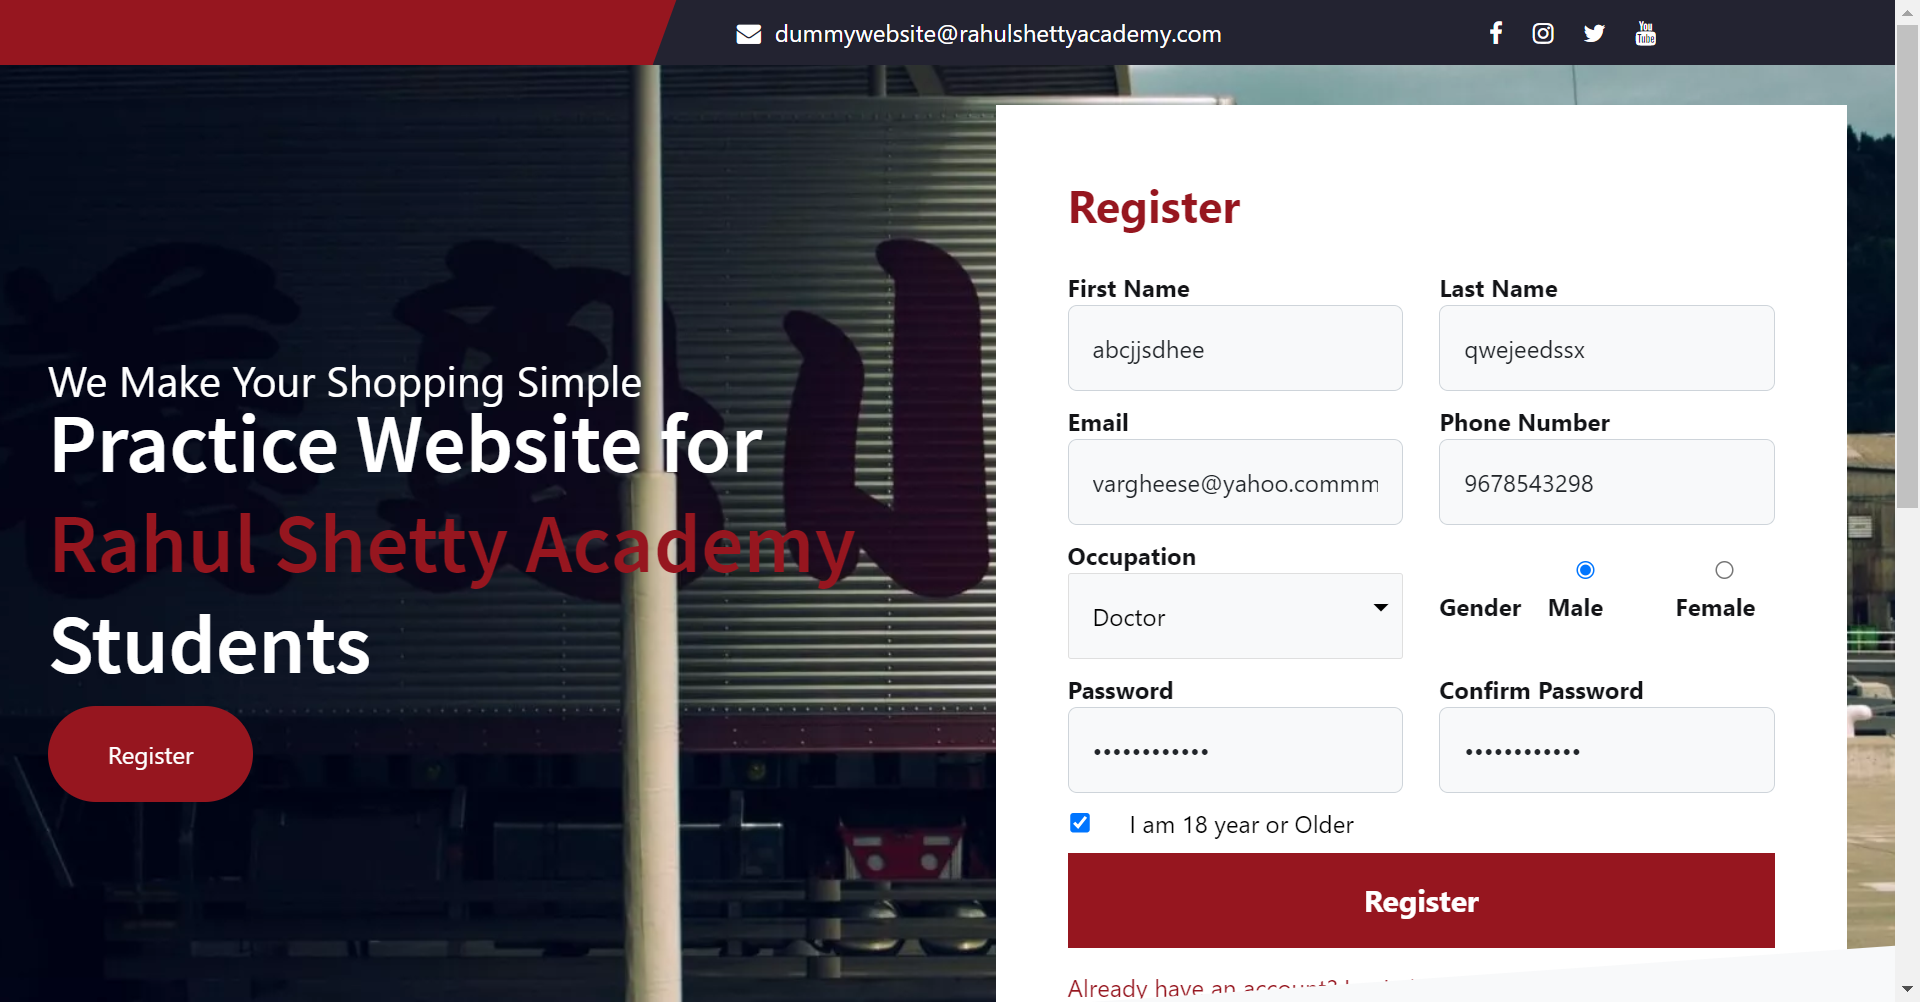 dummywebsite@rahulshettyacademy.com
You
Tube
We Make Your Shopping Simple
Practice Website for
Rahul Shetty Academy
Students
Register
Register
First Name
Last Name
abcjjsdhee
qwejeedssx
Email
Phone Number
vargheese@yahoo.commm
9678543298
Occupation
Doctor
Gender
Male
Female
Password
Confirm Password
••••••••••••
••••••••••••
I am 18 year or Older
Register
Already have an account?